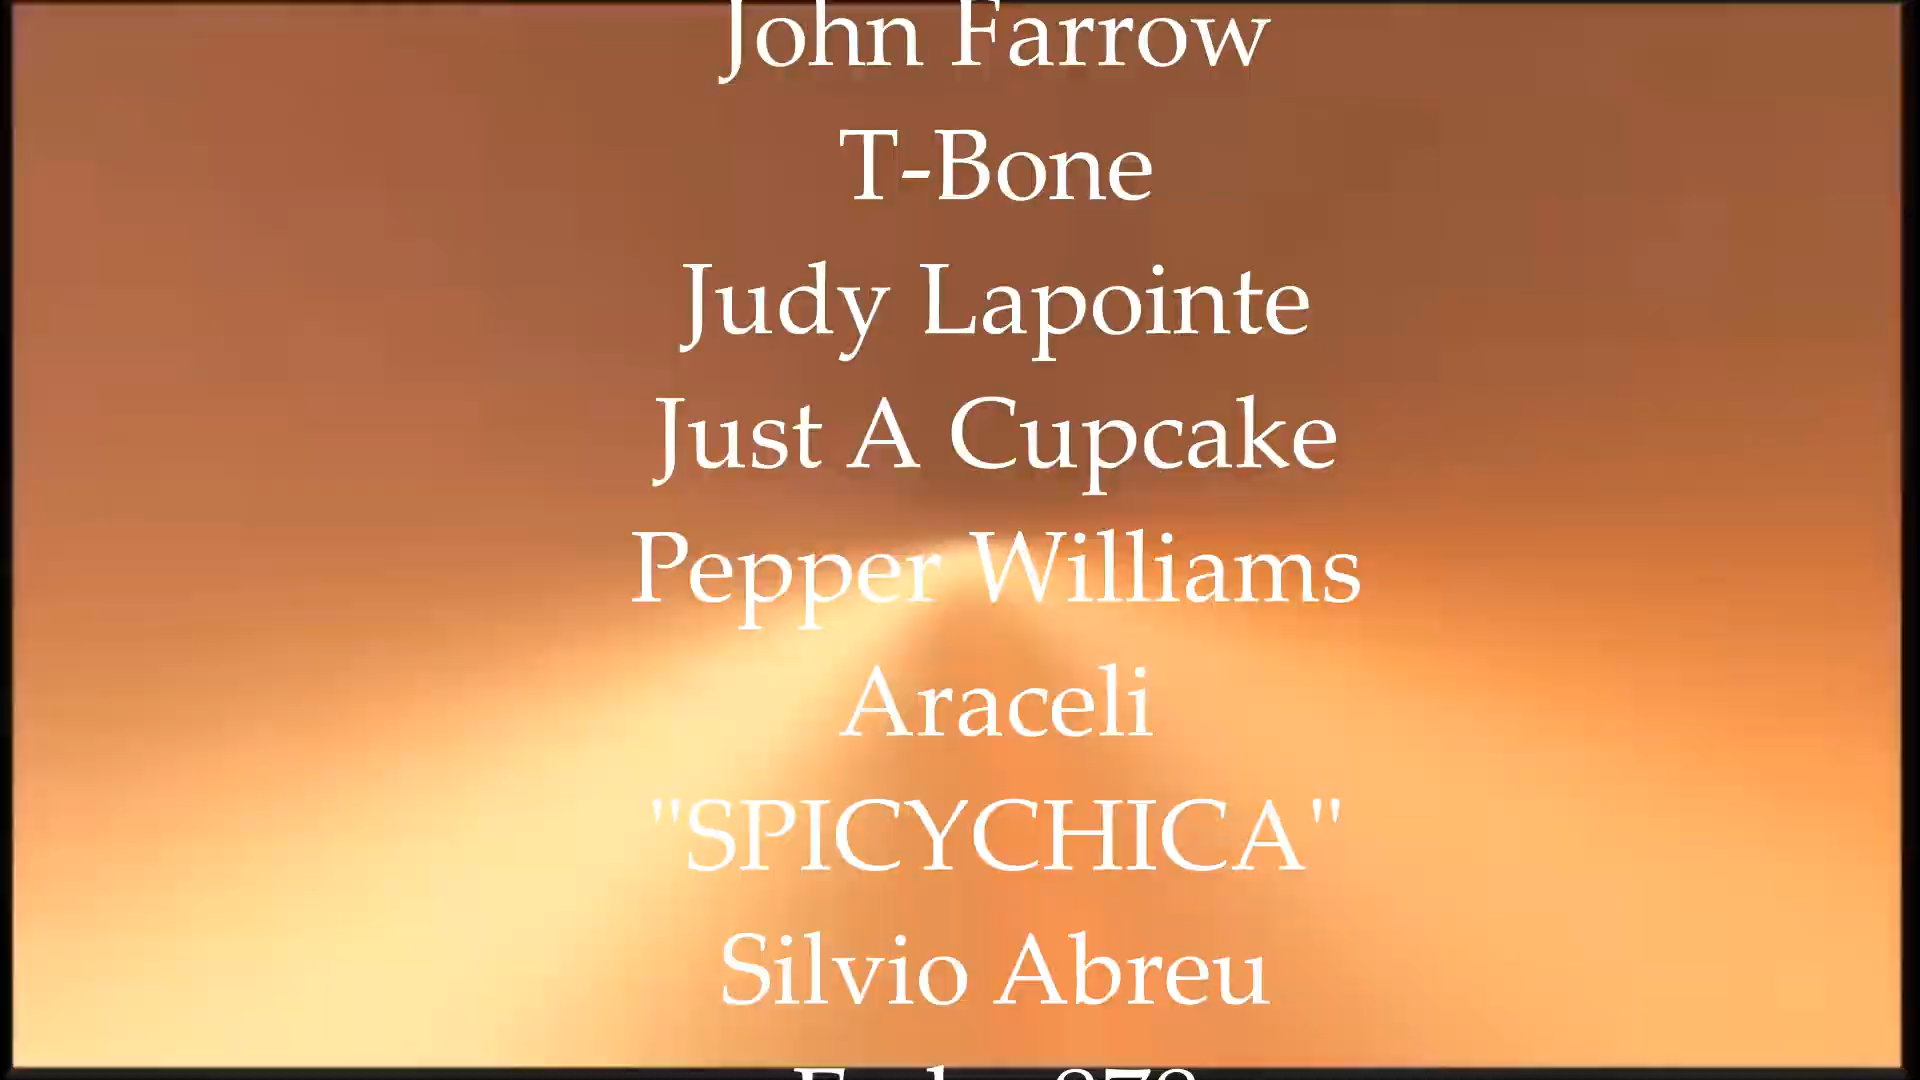 John Farrow
T-Bone
Judy Lapointe
Just A Cupcake
Pepper Williams
Araceli
"SPICYCHICA"
Silvio Abreu